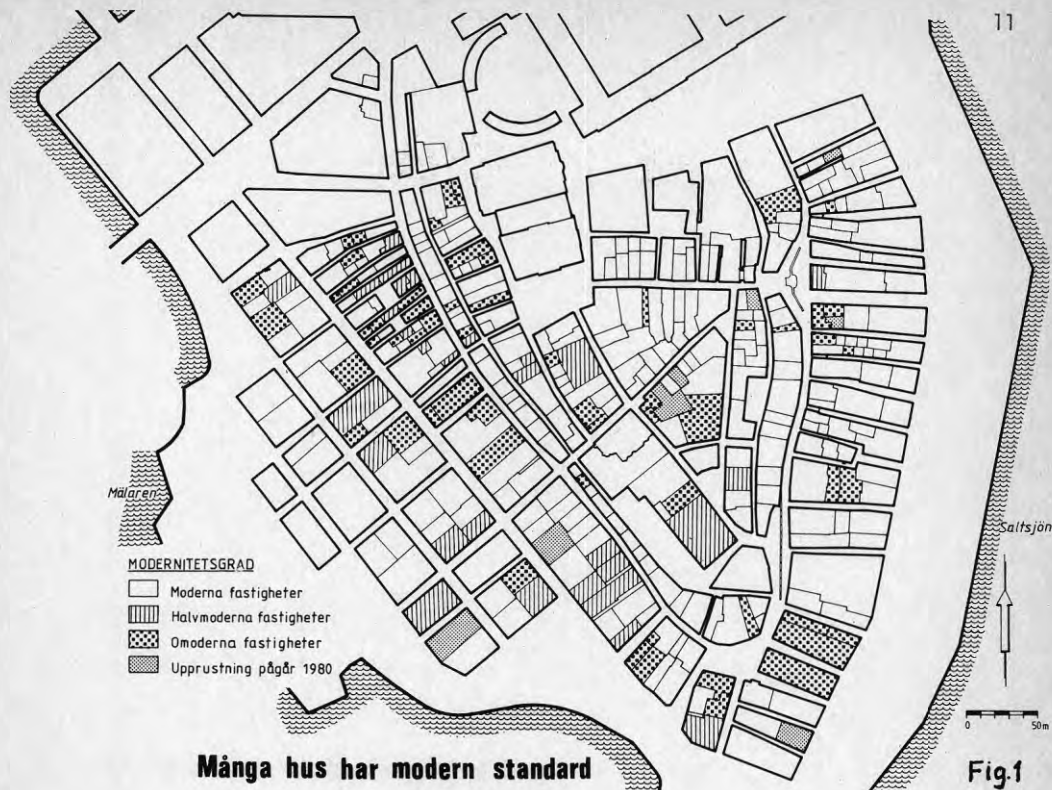 11
Mälaren
Saltsjön
MODERNITETSGRAD
Moderna fastigheter
Halvmoderna fastigheter
Omoderna fastigheter
Upprustning pågår 1980
0 50m
Många hus har modern standard
Fig.1